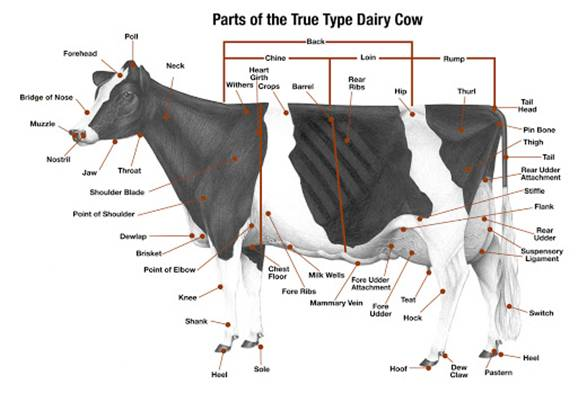 Parts of the True Type Dairy Cow
Poll
Forehead
Neck
Bridge of Nose
Muzzle
Nostril
Jaw
Throat
Shoulder Blade
Point of Shoulder
Dewlap
Brisket
Point of Elbow
Knee
Shank
Heel
Sole
Back
Chine
Loin
Rump
Heart
Girth
Withers
Crops
Barrel
Rear
Ribs
Hip
Thurl
Tail
Head
Pin Bone
Thigh
Tail
Rear Udder
Attachment
Stiffle
Flank
Rear
Udder
Suspensory
Ligament
Switch
Heel
Pastern
Dew
Claw
Hoof
Hock
Teat
Fore
Udder
Fore Udder
Attachment
Mammary Vein
Milk Wells
Fore Ribs
Chest
Floor